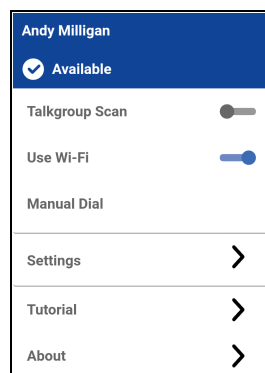 Andy Milligan
Available
Talkgroup Scan
Use Wi-Fi
Manual Dial
Settings
Tutorial
About